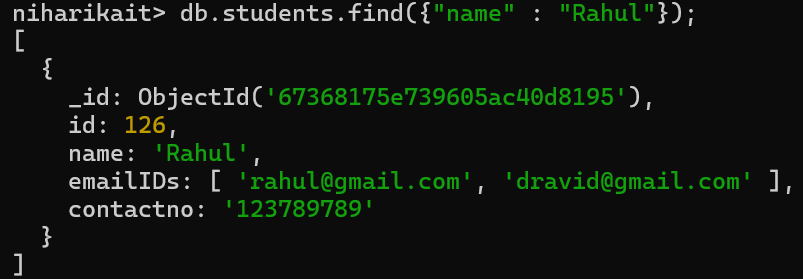 niharikait> db.students.find({"name" : "Rahul"});
[
  {
    _id: ObjectId('67368175e739605ac40d8195'),
    id: 126,
    name: 'Rahul',
    emailIDs: [ 'rahul@gmail.com', 'dravid@gmail.com' ],
    contactno: '123789789'
  }
]